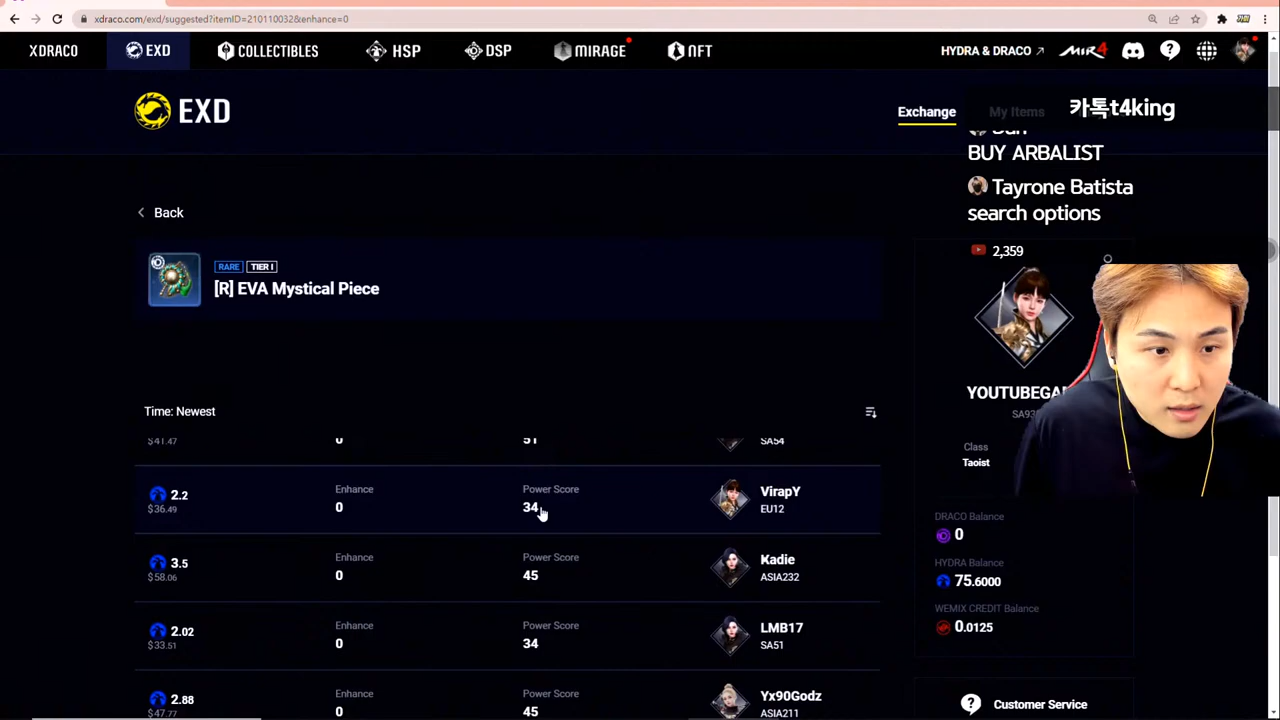 xdraco.com/exd/suggested?itemID=210110032&enhance=0
XDRACO EXD COLLECTIBLES HSP DSP MIRAGE NFT HYDRA & DRACO ↗ MIR4
EXD
Exchange My Items
카톡t4king
BUY ARBALIST
Tayrone Batista
search options
2,359
Back
RARE TIER I
[R] EVA Mystical Piece
Time: Newest
$41.47 0 51 SA54
2.2 Enhance Power Score VirapY
$36.49 0 34 EU12
3.5 Enhance Power Score Kadie
$58.06 0 45 ASIA232
2.02 Enhance Power Score LMB17
$33.51 0 34 SA51
2.88 Enhance Power Score Yx90Godz
$47.77 0 45 ASIA211
Class
Taoist
DRACO Balance
0
HYDRA Balance
75.6000
WEMIX CREDIT Balance
0.0125
Customer Service